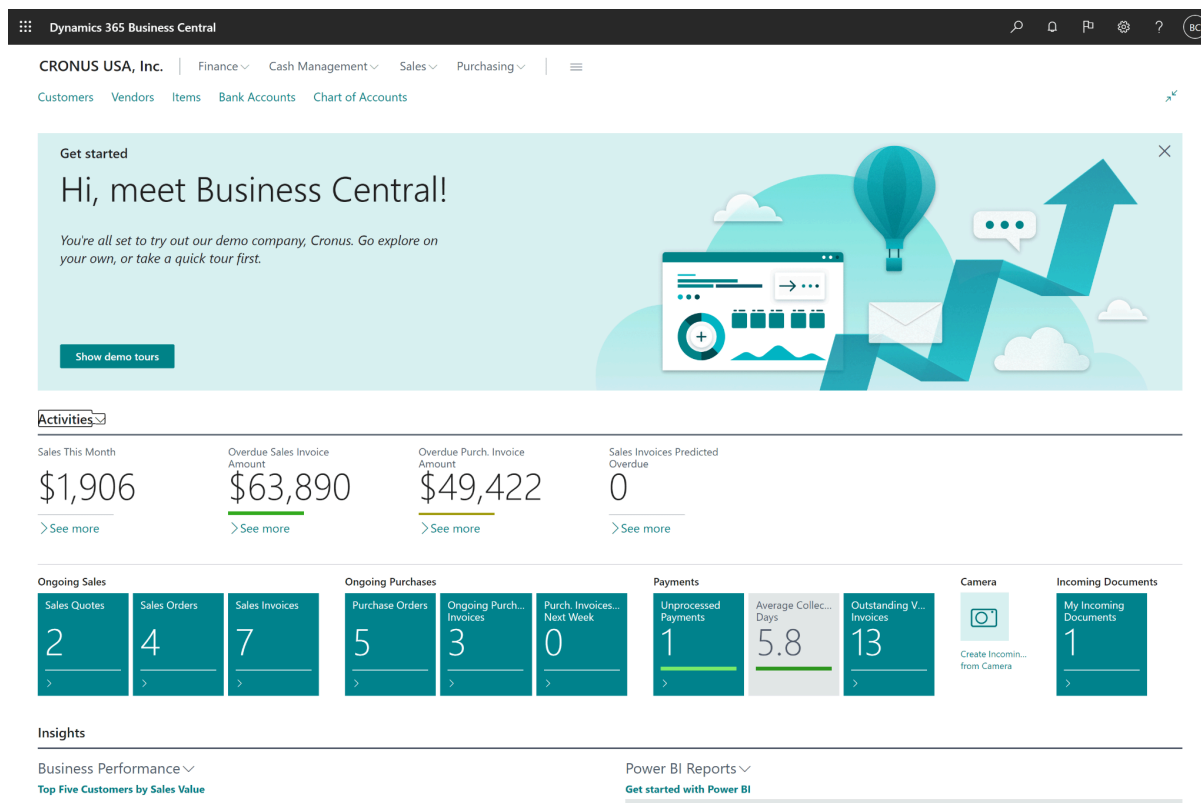 Dynamics 365 Business Central
?
BC
CRONUS USA, Inc.
Finance
Cash Management
Sales
Purchasing
Customers
Vendors
Items
Bank Accounts
Chart of Accounts
Get started
Hi, meet Business Central!
You're all set to try out our demo company, Cronus. Go explore on
your own, or take a quick tour first.
Show demo tours
Activities
Sales This Month
$1,906
See more
Overdue Sales Invoice
Amount
$63,890
See more
Overdue Purch. Invoice
Amount
$49,422
See more
Sales Invoices Predicted
Overdue
0
See more
Ongoing Sales
Sales Quotes
2
Sales Orders
4
Sales Invoices
7
Ongoing Purchases
Purchase Orders
5
Ongoing Purch...
Invoices
3
Purch. Invoices...
Next Week
0
Payments
Unprocessed
Payments
1
Average Collec...
Days
5.8
Outstanding V...
Invoices
13
Camera
Create Incomin...
from Camera
Incoming Documents
My Incoming
Documents
1
Insights
Business Performance
Top Five Customers by Sales Value
Power BI Reports
Get started with Power BI